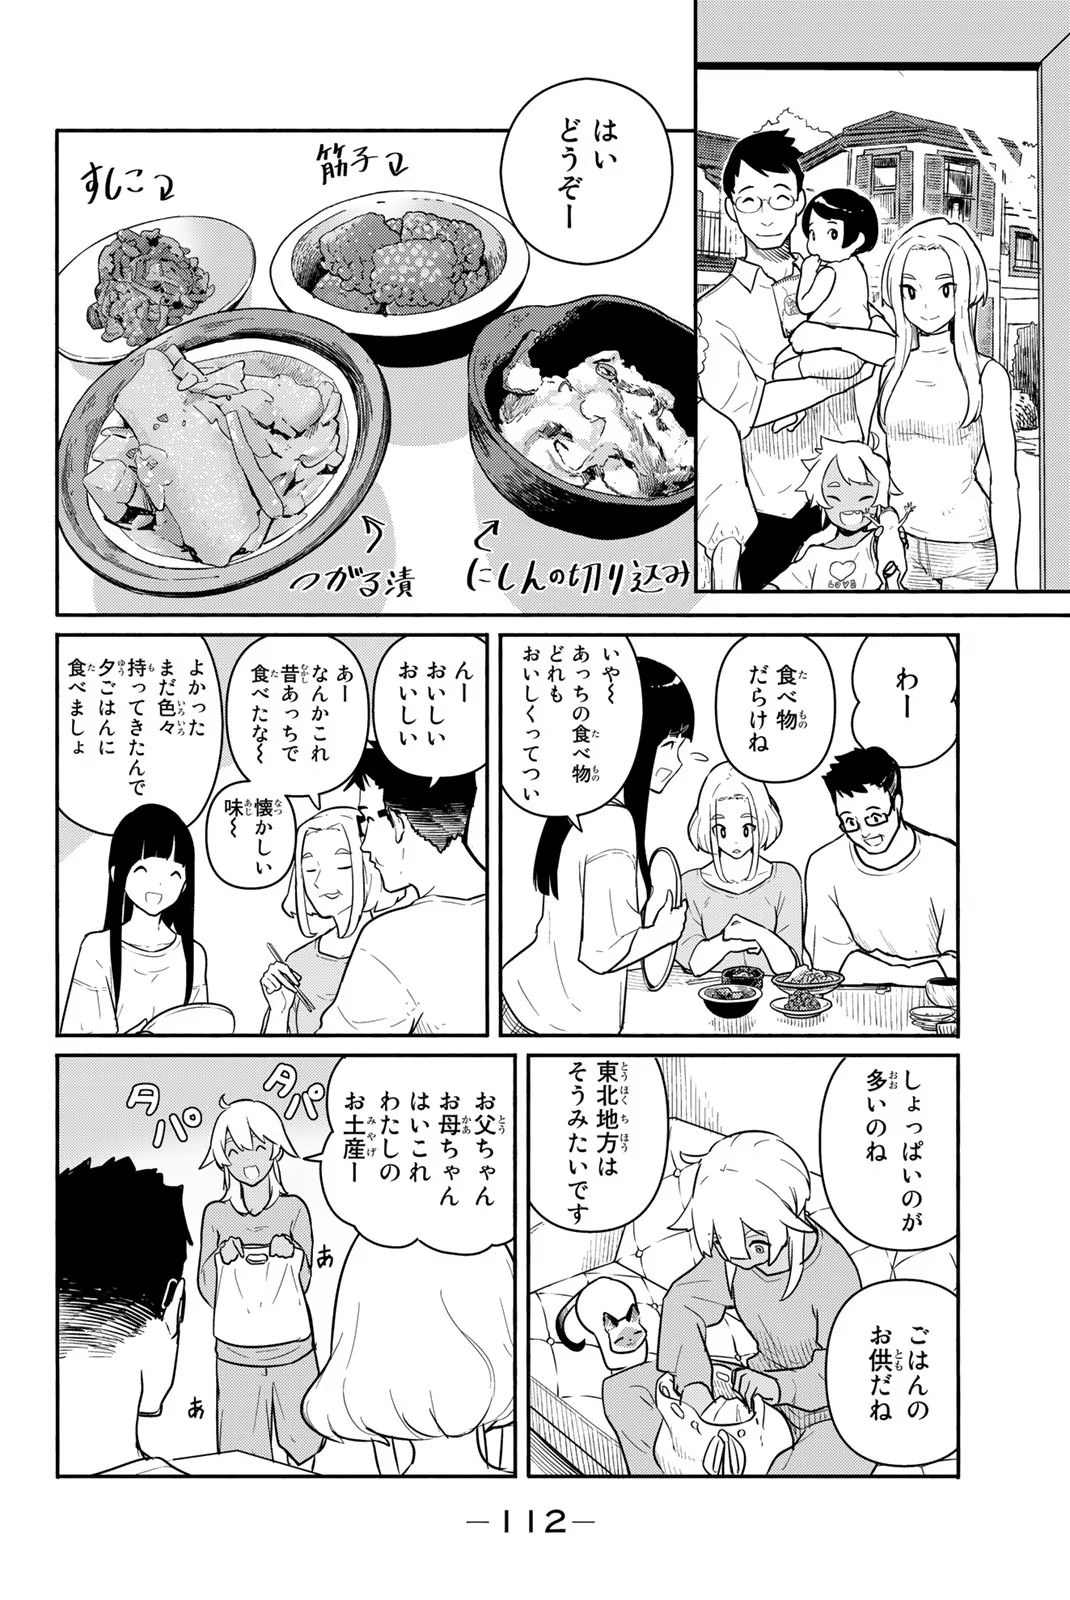 LOVE
はい
どうぞー
筋子
すしこ
にしんの切り込み
つがる漬
わー
食べ物
だらけね
いや～
あっちの食べ物
どれも
おいしくってつい
んー
おいしい
おいしい
あー
なんかこれ
昔あっちで
食べたな～
懐かしい
味～
よかった
まだ色々
持ってきたんで
夕ごはんに
食べましょ
しょっぱいのが
多いのね
ごはんの
お供だね
東北地方は
そうみたいです
お父ちゃん
お母ちゃん
はいこれ
わたしの
お土産ー
タパ
タパ
あ
あ
112